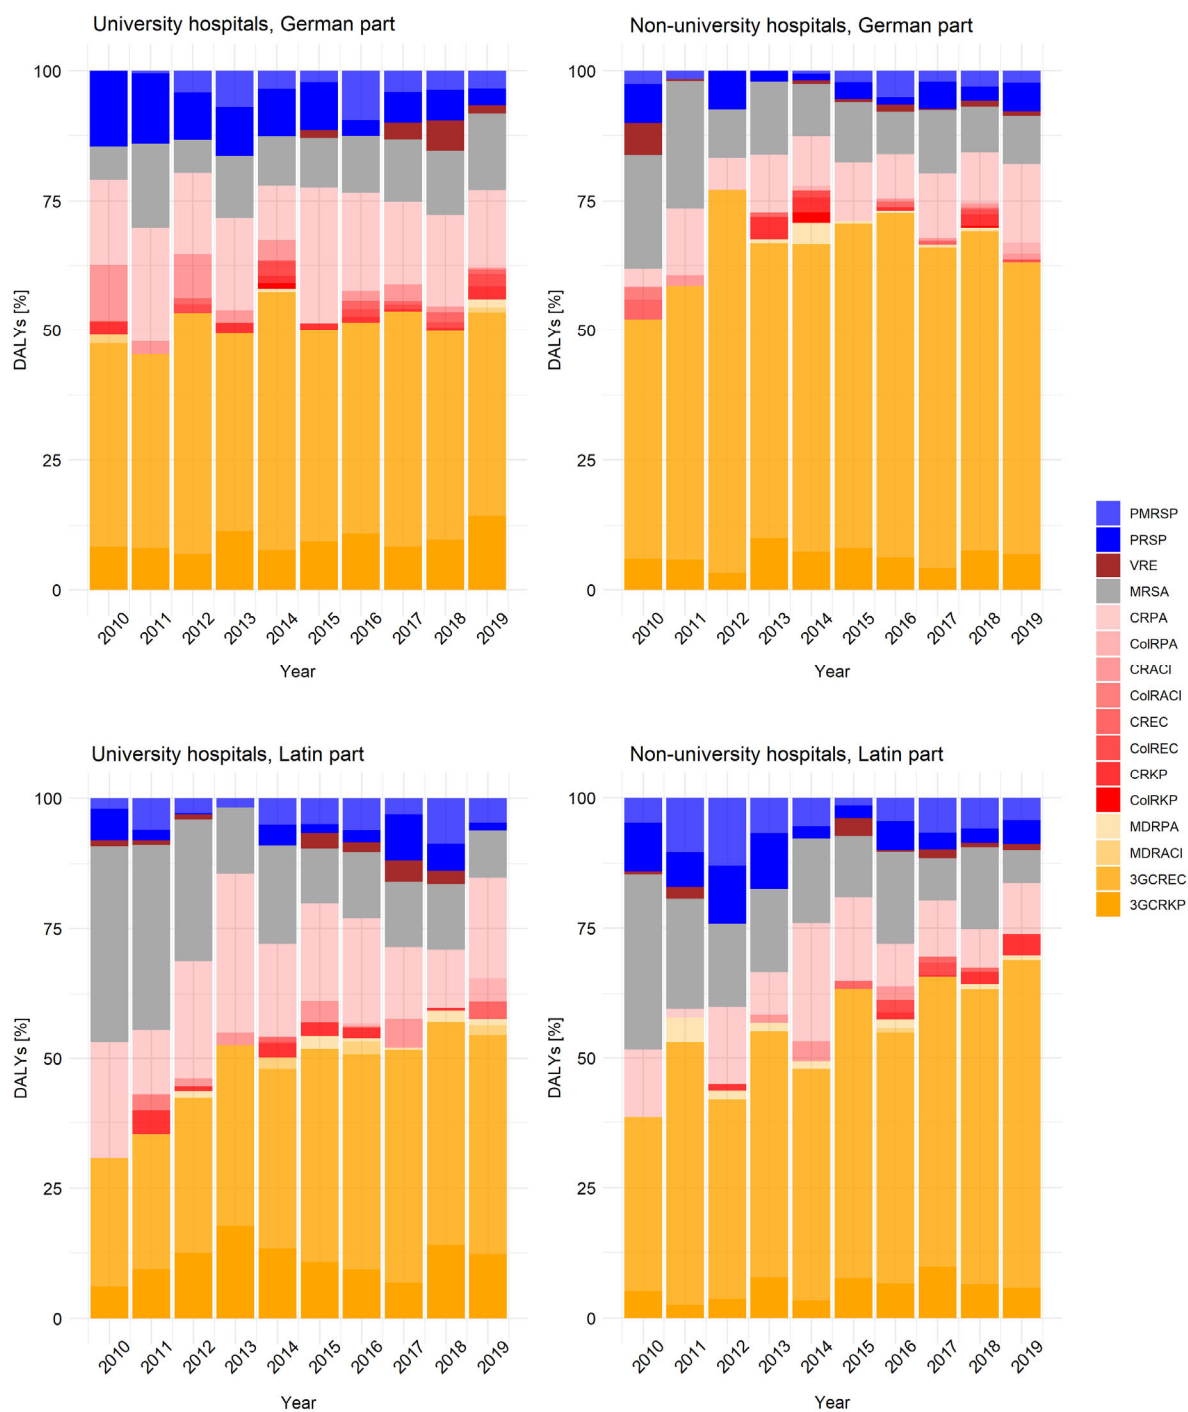 University hospitals, German part
Non-university hospitals, German part
100
75
50
25
0
DALYs [%]
2010 2011 2012 2013 2014 2015 2016 2017 2018 2019
Year
100
75
50
25
0
DALYs [%]
2010 2011 2012 2013 2014 2015 2016 2017 2018 2019
Year
PMRSP
PRSP
VRE
MRSA
CRPA
ColRPA
CRACI
ColRACI
CREC
ColREC
CRKP
ColRKP
MDRPA
MDRACI
3GCREC
3GCRKP
University hospitals, Latin part
Non-university hospitals, Latin part
100
75
50
25
0
DALYs [%]
2010 2011 2012 2013 2014 2015 2016 2017 2018 2019
Year
100
75
50
25
0
DALYs [%]
2010 2011 2012 2013 2014 2015 2016 2017 2018 2019
Year